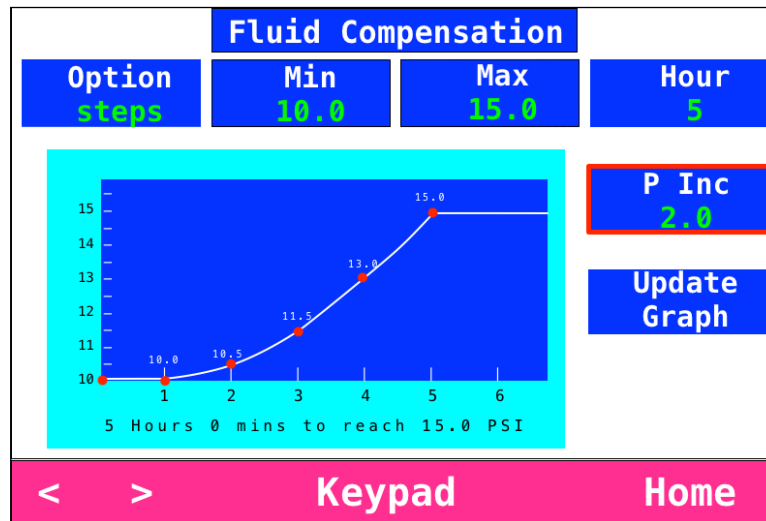 Fluid Compensation
Option
steps
Min
10.0
Max
15.0
Hour
5
P Inc
2.0
Update
Graph
15
14
13
12
11
10
10.0
10.5
11.5
13.0
15.0
1 2 3 4 5 6
5 Hours 0 mins to reach 15.0 PSI
< > Keypad Home